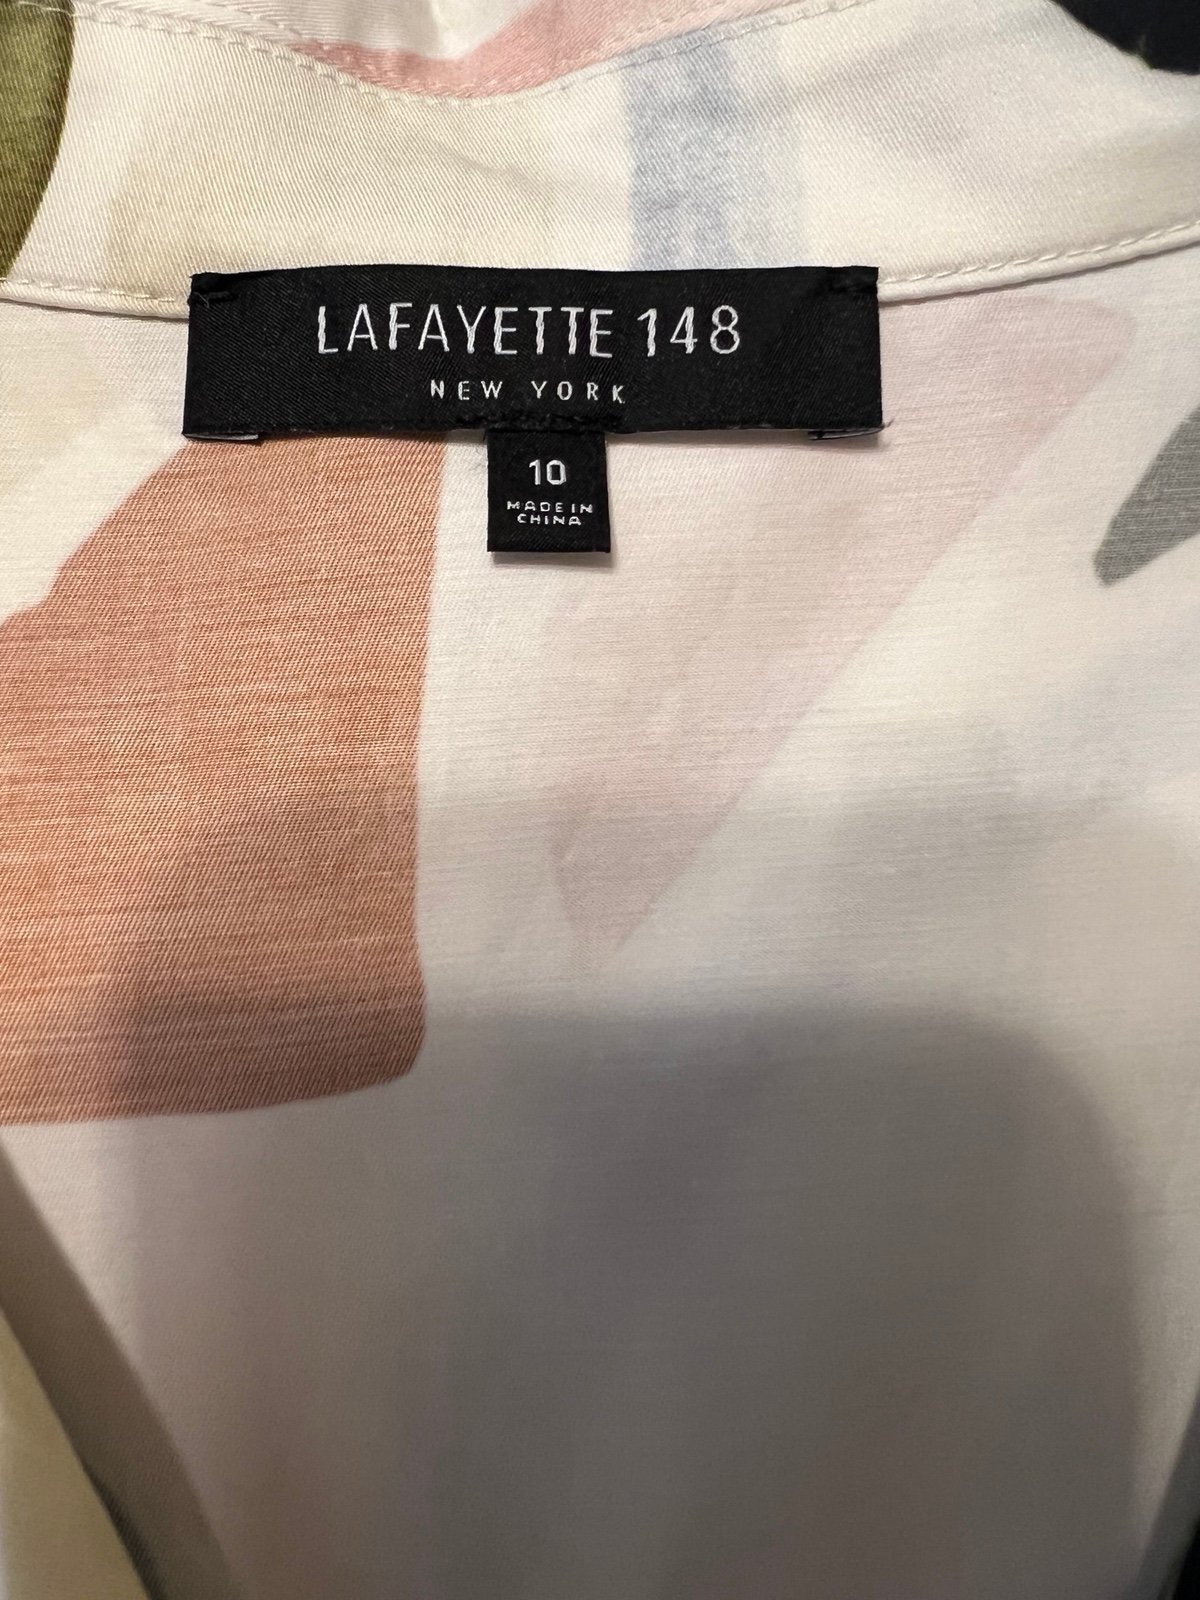 LAFAYETTE 148
NEW YORK
10
MADE IN
CHINA